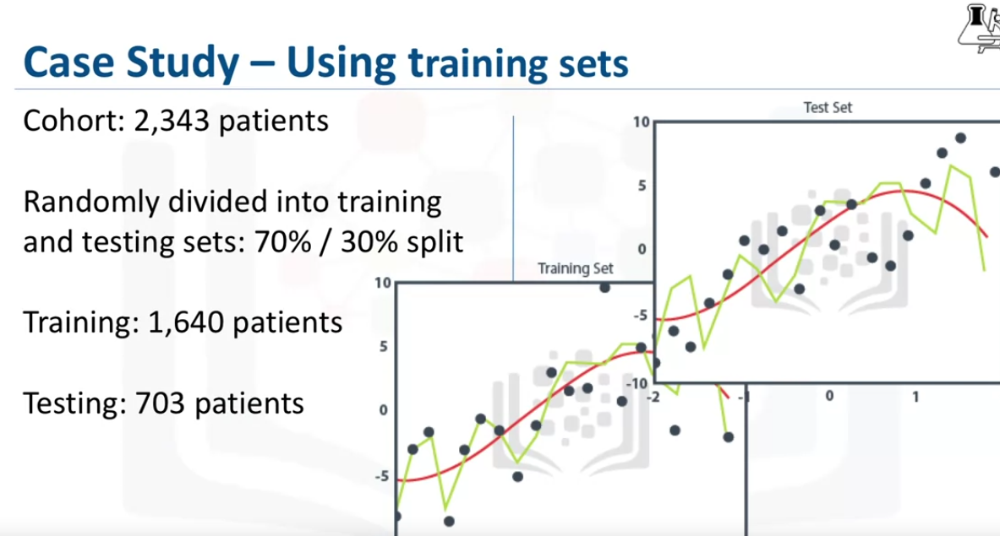 Case Study – Using training sets
Cohort: 2,343 patients
Randomly divided into training
and testing sets: 70% / 30% split
Training: 1,640 patients
Testing: 703 patients
Training Set
10
5
0
-5
Test Set
10
5
0
-5
-10
-2
-1
0
1